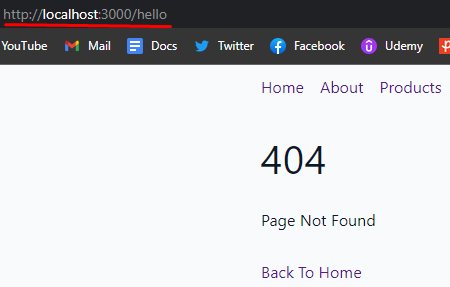 http://localhost:3000/hello
YouTube Mail Docs Twitter Facebook Udemy
Home About Products
404
Page Not Found
Back To Home